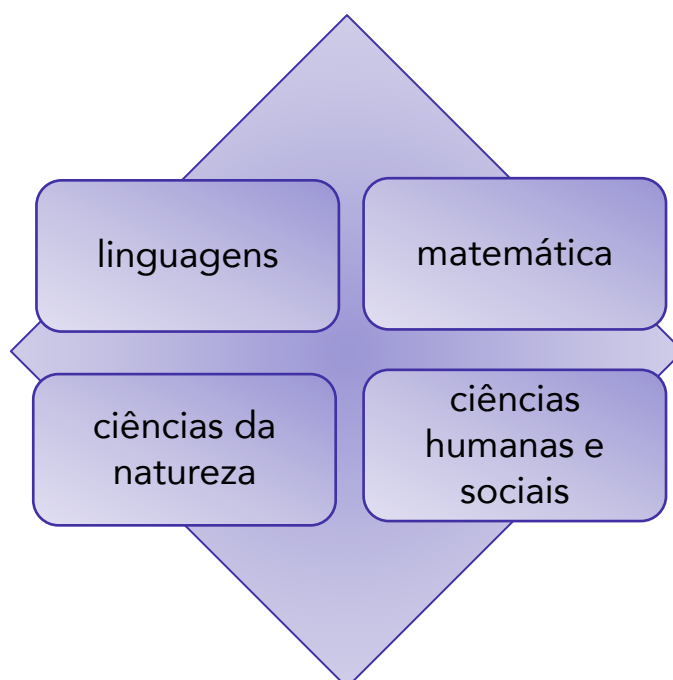 linguagens
matemática
ciências da
natureza
ciências
humanas e
sociais